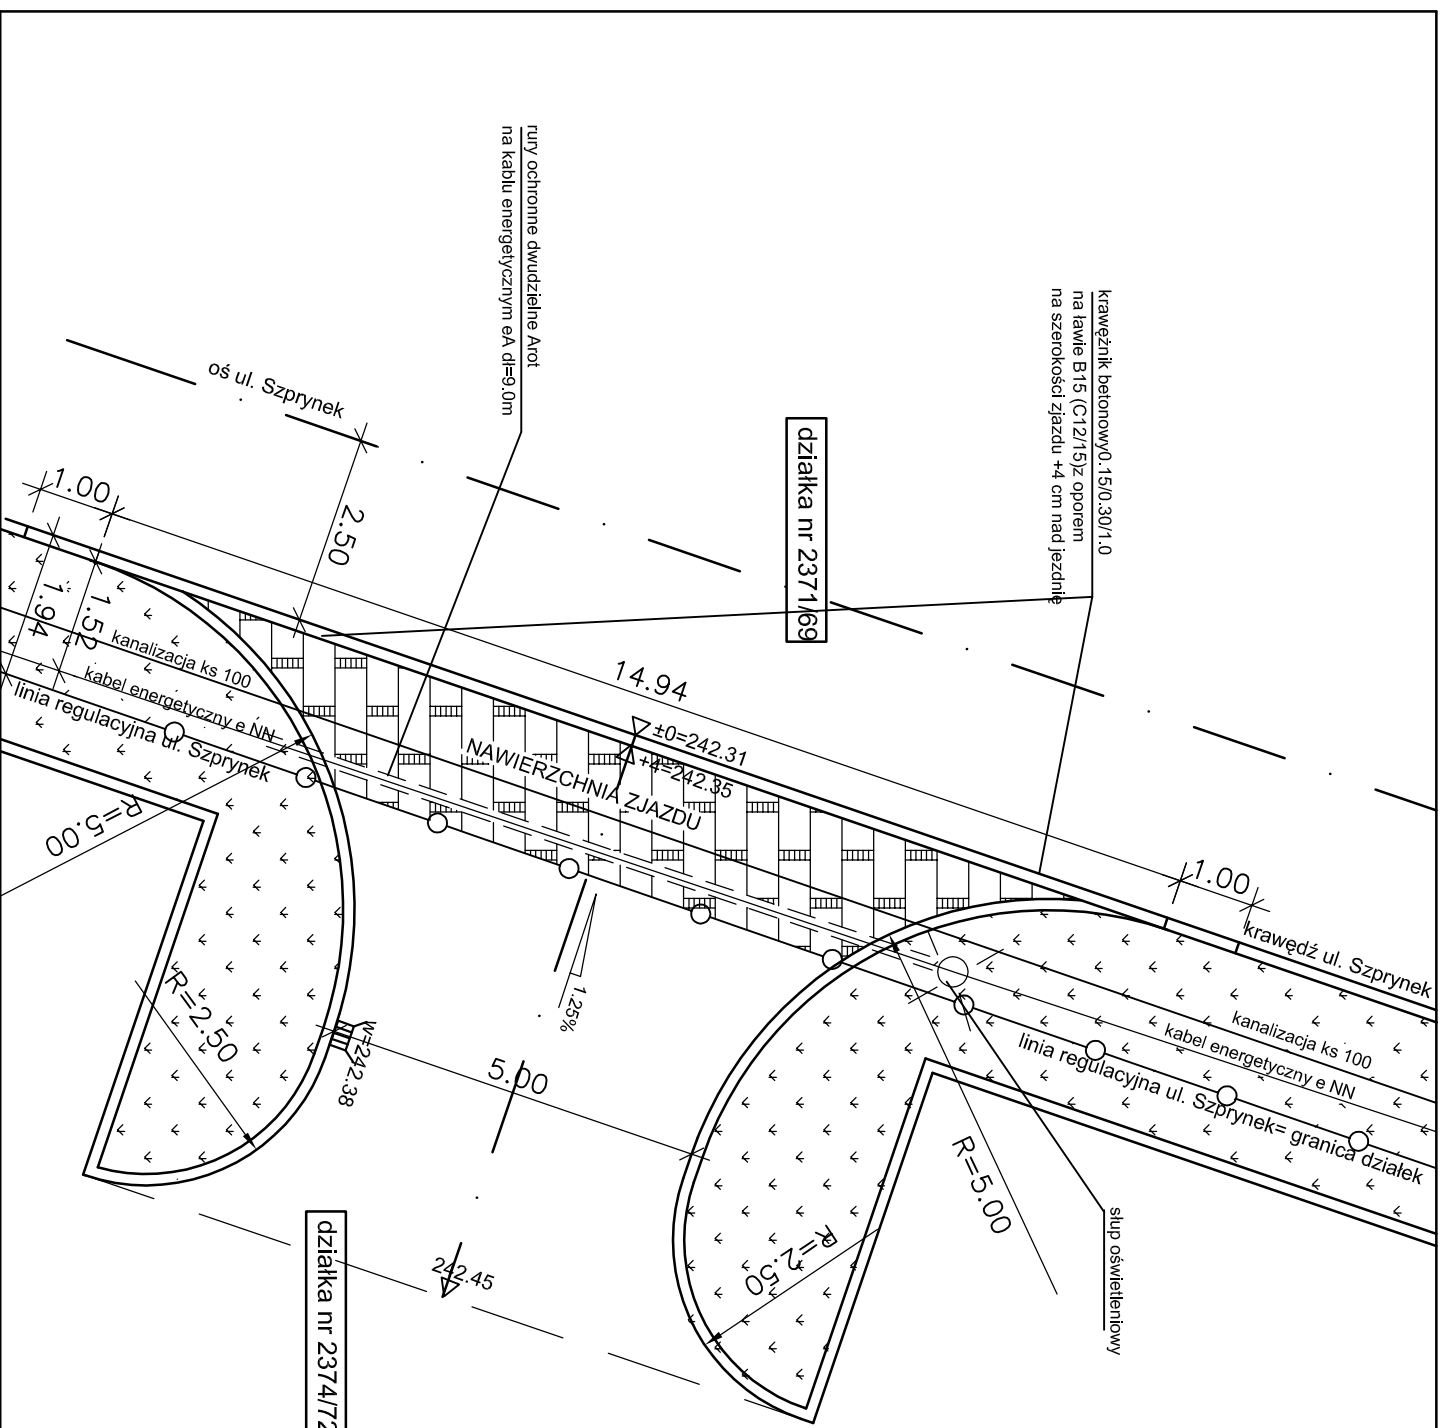 rury ochronne dwudzielne Arot
na kablu energetycznym eA dł=9.0m
krawężnik betonowy0.15/0.30/1.0
na ławie B15 (C12/15)z oporem
na szerokości zjazdu +4 cm nad jezdnię
działka nr 2371/69
oś ul. Szprynek
1.00
2.50
14.94
1.94
1.52
kanalizacja ks 100
kabel energetyczny e NN
linia regulacyjna ul. Szprynek
±0=242.31
+4=242.35
NAWIERZCHNIA ZJAZDU
R=5.00
1.00
krawędź ul. Szprynek
R=2.50
w=242.38
1.25%
5.00
kanalizacja ks 100
kabel energetyczny e NN
linia regulacyjna ul. Szprynek= granica działek
R=5.00
R=2.50
słup oświetleniowy
242.45
działka nr 2374/72